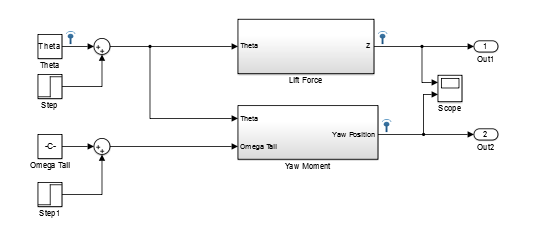 Theta
Theta
Step
Theta
Z
Lift Force
1
Out1
Scope
Theta
Omega Tail
Yaw Position
Yaw Moment
2
Out2
-C-
Omega Tail
Step1